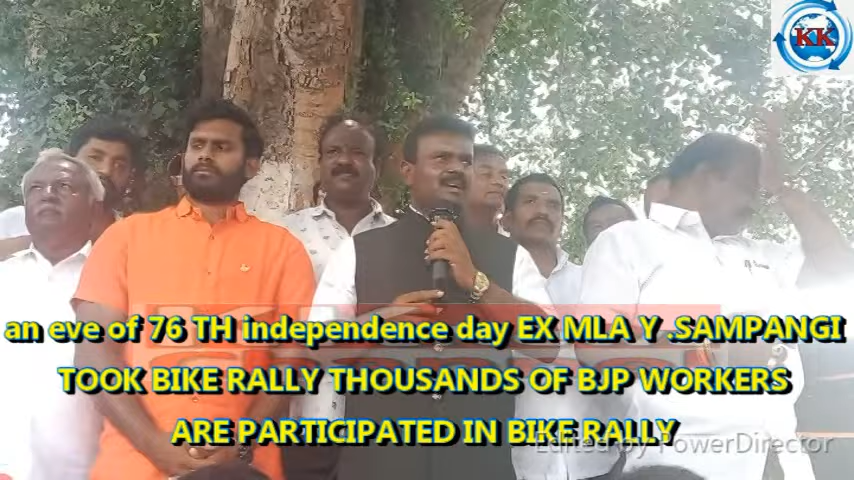 KK
an eve of 76 TH independence day EX MLA Y .SAMPANGI
TOOK BIKE RALLY THOUSANDS OF BJP WORKERS
ARE PARTICIPATED IN BIKE RALLY
Edited by PowerDirector